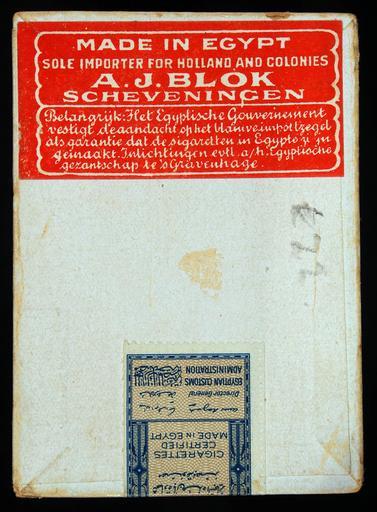 MADE IN EGYPT
SOLE IMPORTER FOR HOLLAND AND COLONIES
A.J. BLOK
SCHEVENINGEN
Belangrijk: Het Egyptische Gouvernement
vestigt de aandacht op het blauwe impotzegel
als garantie dat de sigaretten in Egypte zijn
gemaakt. Inlichtingen evtl. a/h. Egyptische
gezantschap te 's Gravenhage.
CIGARETTES
CERTIFIED
MADE IN EGYPT
Director General
EGYPTIAN CUSTOMS
ADMINISTRATION